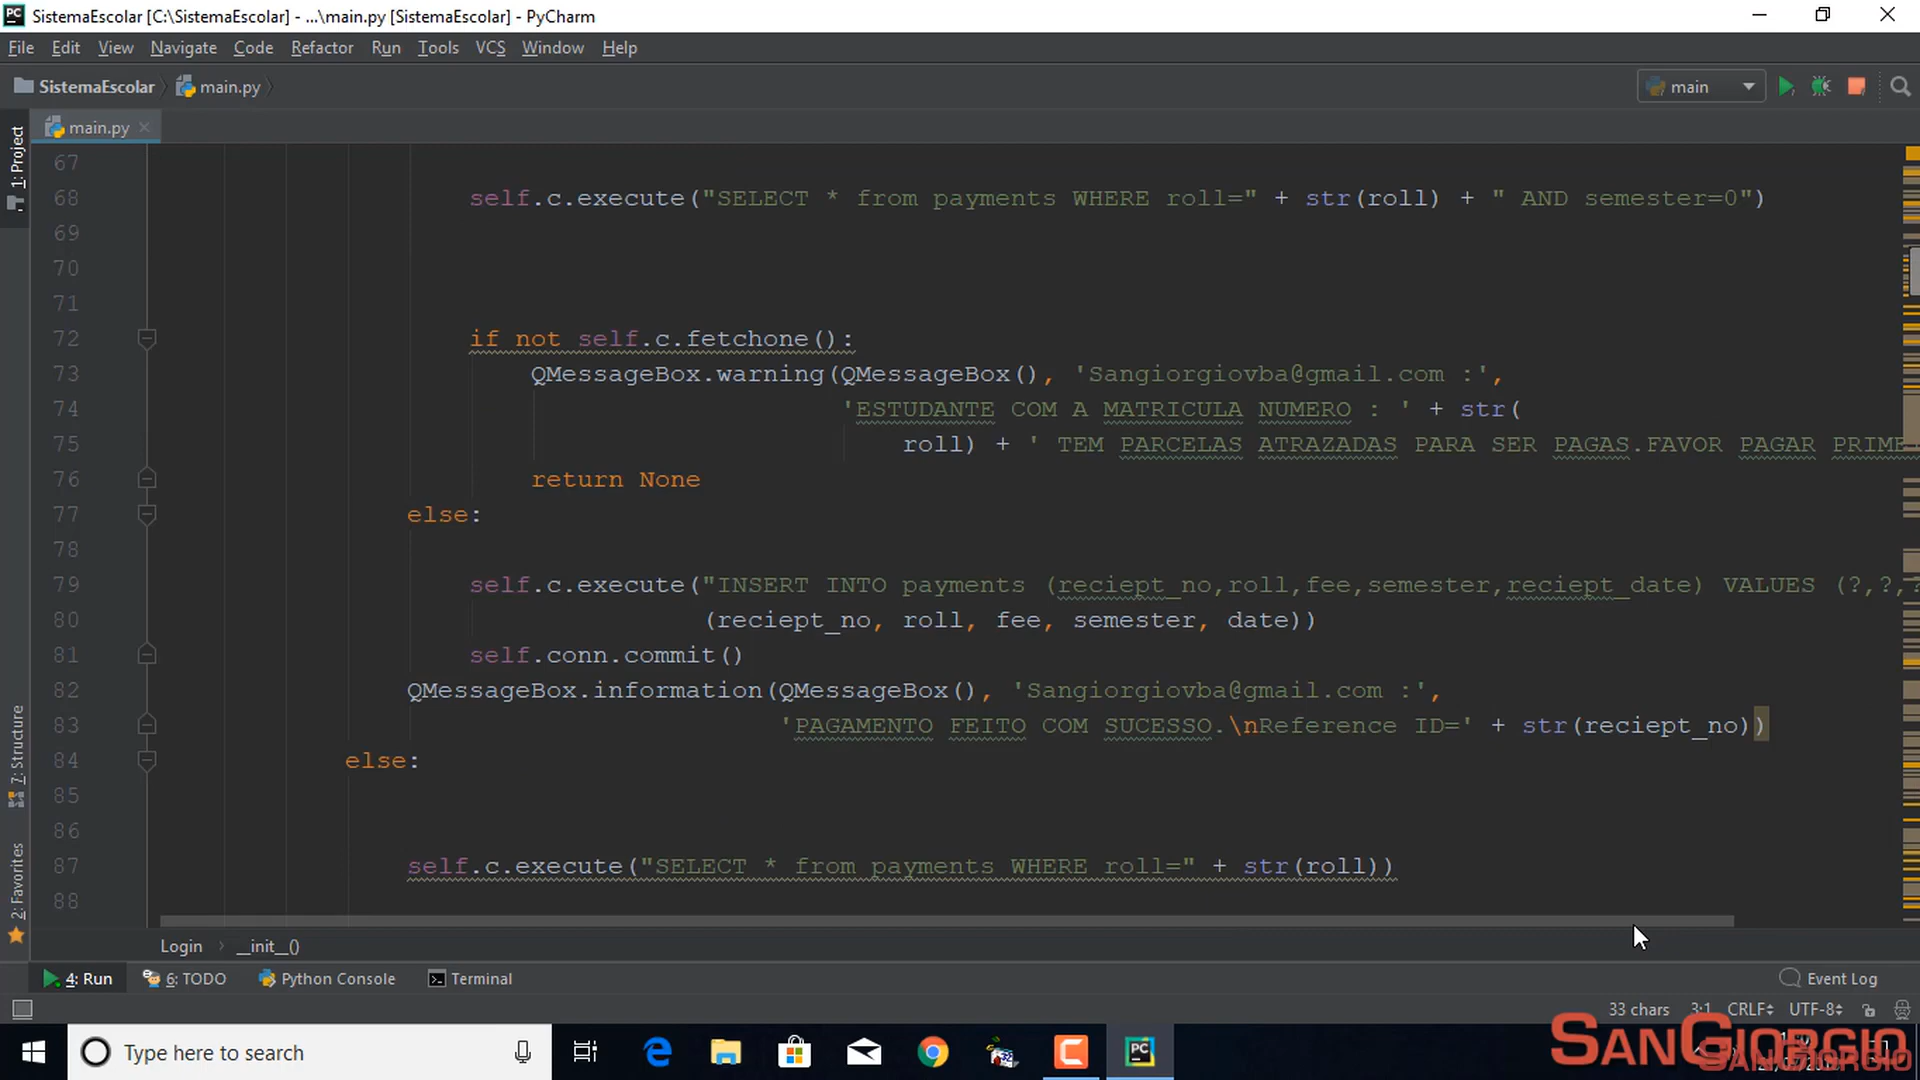 SistemaEscolar [C:\SistemaEscolar] - ...\main.py [SistemaEscolar] - PyCharm
File Edit View Navigate Code Refactor Run Tools VCS Window Help
SistemaEscolar main.py main
1: Project
main.py
67
68 self.c.execute("SELECT * from payments WHERE roll=" + str(roll) + " AND semester=0")
69
70
71
72 if not self.c.fetchone():
73 QMessageBox.warning(QMessageBox(), 'Sangiorgiovba@gmail.com :',
74 'ESTUDANTE COM A MATRICULA NUMERO : ' + str(
75 roll) + ' TEM PARCELAS ATRAZADAS PARA SER PAGAS.FAVOR PAGAR PRIME
76 return None
77 else:
78
79 self.c.execute("INSERT INTO payments (reciept_no,roll,fee,semester,reciept_date) VALUES (?,?,?
80 (reciept_no, roll, fee, semester, date))
81 self.conn.commit()
82 QMessageBox.information(QMessageBox(), 'Sangiorgiovba@gmail.com :',
83 'PAGAMENTO FEITO COM SUCESSO.\nReference ID=' + str(reciept_no))
84 else:
85
86
87 self.c.execute("SELECT * from payments WHERE roll=" + str(roll))
88
7: Structure
2: Favorites
Login __init__()
4: Run 6: TODO Python Console Terminal Event Log
33 chars 3:1 CRLF UTF-8
Type here to search
SANGIORGIO